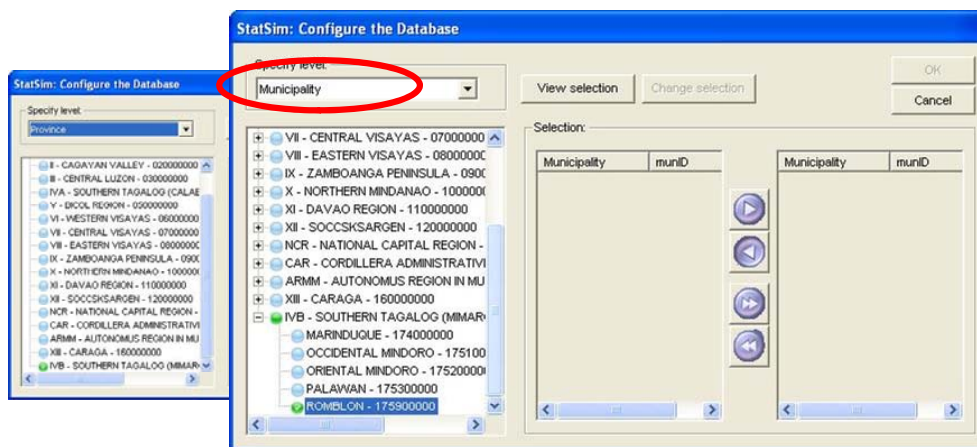 StatSim: Configure the Database
Specify level:
Province
II - CAGAYAN VALLEY - 020000000
III - CENTRAL LUZON - 030000000
IVA - SOUTHERN TAGALOG (CALAB
V - BICOL REGION - 050000000
VI - WESTERN VISAYAS - 06000000
VII - CENTRAL VISAYAS - 07000000
VIII - EASTERN VISAYAS - 0800000
IX - ZAMBOANGA PENINSULA - 090
X - NORTHERN MINDANAO - 100000
XI - DAVAO REGION - 110000000
XII - SOCCSKSARGEN - 120000000
NCR - NATIONAL CAPITAL REGION -
CAR - CORDILLERA ADMINISTRATIV
ARMM - AUTONOMUS REGION IN MU
XIII - CARAGA - 160000000
IVB - SOUTHERN TAGALOG (MIMAR
StatSim: Configure the Database
Specify level:
Municipality
View selection
Change selection
OK
Cancel
VII - CENTRAL VISAYAS - 07000000
VIII - EASTERN VISAYAS - 0800000
IX - ZAMBOANGA PENINSULA - 090
X - NORTHERN MINDANAO - 100000
XI - DAVAO REGION - 110000000
XII - SOCCSKSARGEN - 120000000
NCR - NATIONAL CAPITAL REGION -
CAR - CORDILLERA ADMINISTRATIV
ARMM - AUTONOMUS REGION IN MU
XIII - CARAGA - 160000000
IVB - SOUTHERN TAGALOG (MIMAR
MARINDUQUE - 174000000
OCCIDENTAL MINDORO - 175100
ORIENTAL MINDORO - 17520000
PALAWAN - 175300000
ROMBLON - 175900000
Selection:
Municipality munID
Municipality munID